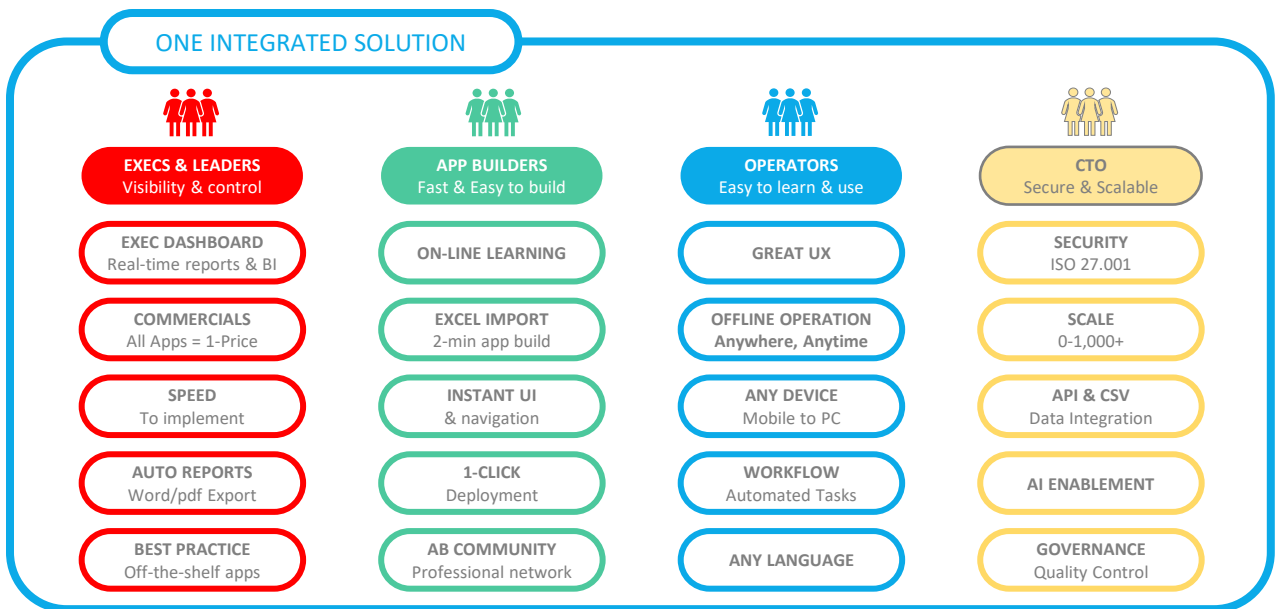 ONE INTEGRATED SOLUTION
EXECS & LEADERS
Visibility & control
EXEC DASHBOARD
Real-time reports & BI
COMMERCIALS
All Apps = 1-Price
SPEED
To implement
AUTO REPORTS
Word/pdf Export
BEST PRACTICE
Off-the-shelf apps
APP BUILDERS
Fast & Easy to build
ON-LINE LEARNING
EXCEL IMPORT
2-min app build
INSTANT UI
& navigation
1-CLICK
Deployment
AB COMMUNITY
Professional network
OPERATORS
Easy to learn & use
GREAT UX
OFFLINE OPERATION
Anywhere, Anytime
ANY DEVICE
Mobile to PC
WORKFLOW
Automated Tasks
ANY LANGUAGE
CTO
Secure & Scalable
SECURITY
ISO 27.001
SCALE
0-1,000+
API & CSV
Data Integration
AI ENABLEMENT
GOVERNANCE
Quality Control